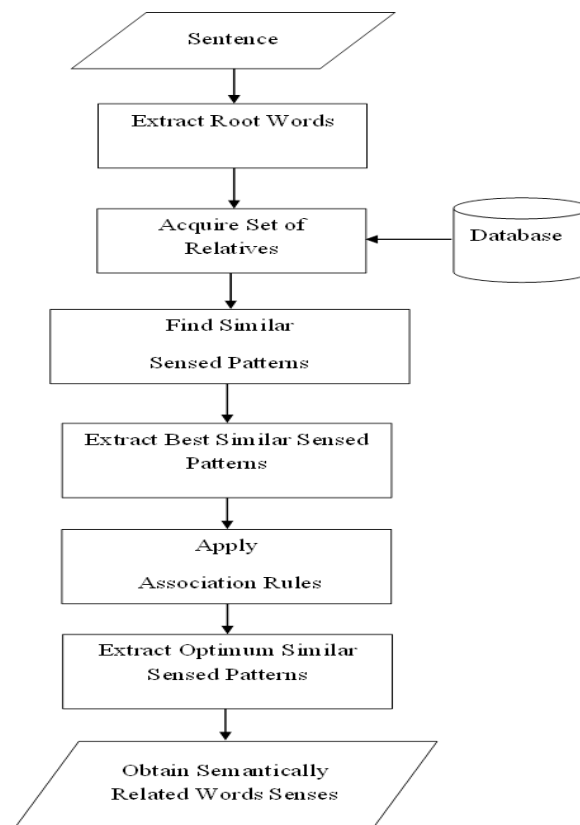 Sentence
Extract Root Words
Acquire Set of
Relatives
Database
Find Similar
Sensed Patterns
Extract Best Similar Sensed
Patterns
Apply
Association Rules
Extract Optimum Similar
Sensed Patterns
Obtain Semantically
Related Words Senses